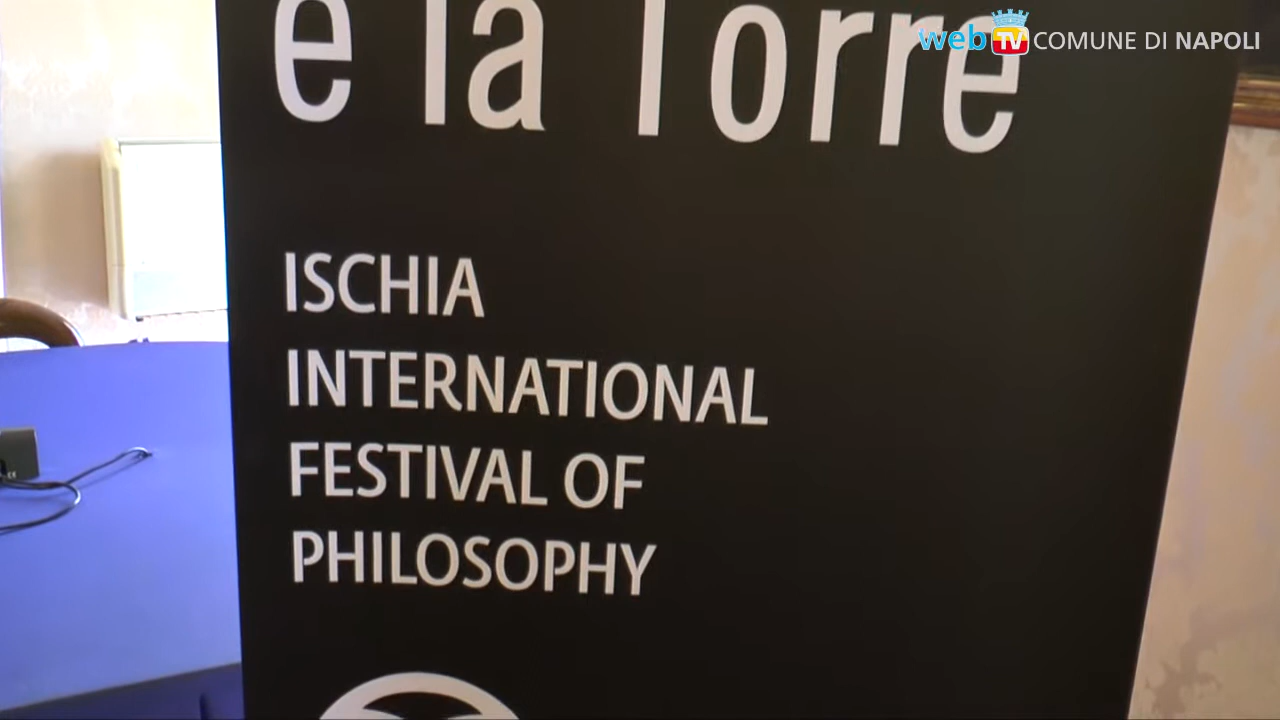 e la Torre
web TV COMUNE DI NAPOLI
ISCHIA
INTERNATIONAL
FESTIVAL OF
PHILOSOPHY